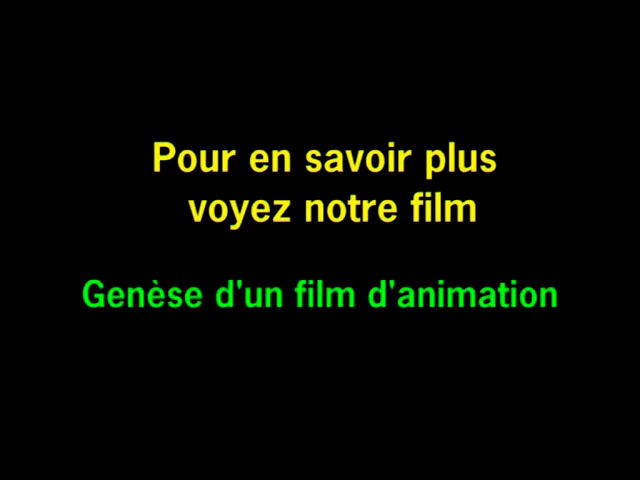 Pour en savoir plus
voyez notre film
Genèse d'un film d'animation